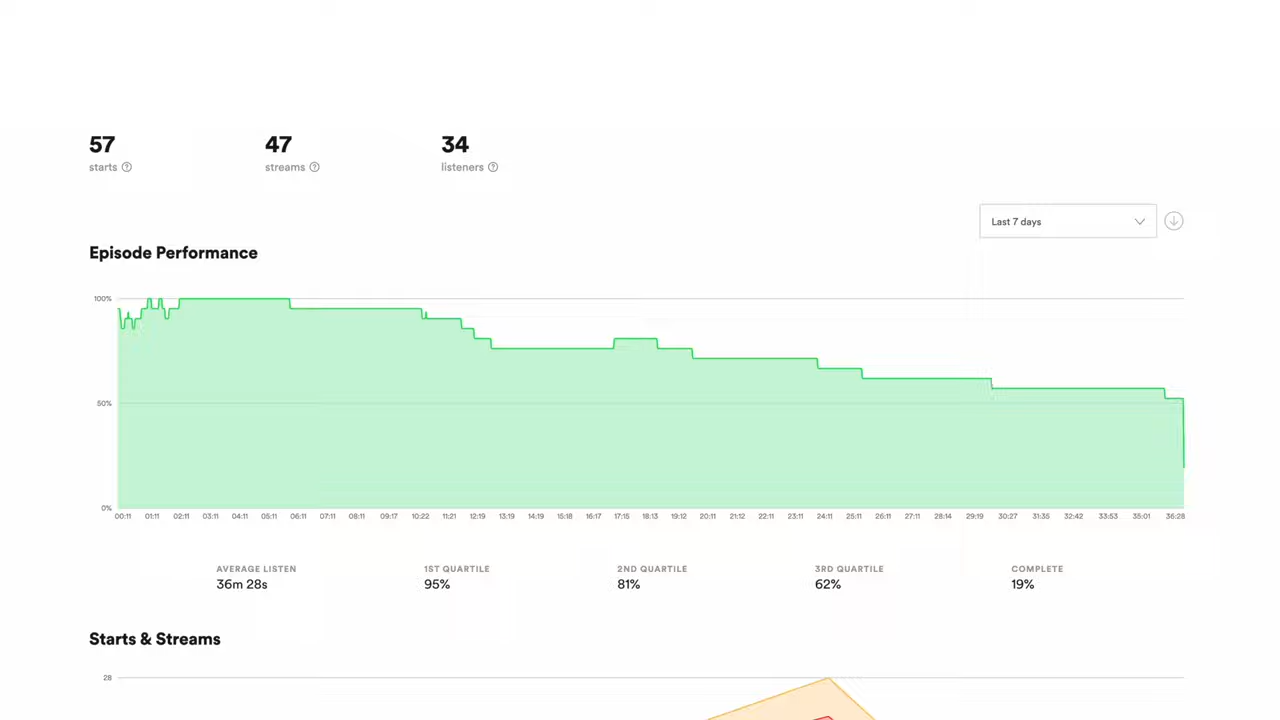 57
starts
47
streams
34
listeners
Last 7 days
Episode Performance
100%
50%
0%
00:11 01:11 02:11 03:11 04:11 05:11 06:11 07:11 08:11 09:17 10:22 11:21 12:19 13:19 14:19 15:18 16:17 17:15 18:13 19:12 20:11 21:12 22:11 23:11 24:11 25:11 26:11 27:11 28:14 29:19 30:27 31:35 32:42 33:53 35:01 36:28
AVERAGE LISTEN
36m 28s
1ST QUARTILE
95%
2ND QUARTILE
81%
3RD QUARTILE
62%
COMPLETE
19%
Starts & Streams
28